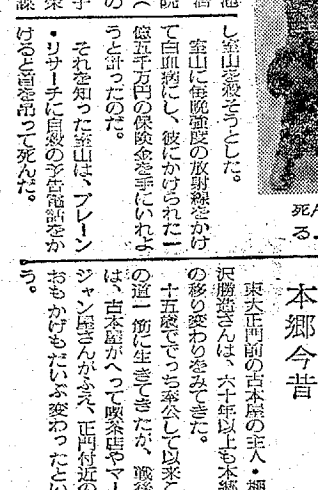 死ん
る
し室山を殺そうとした。
室山に毎晩強度の放射線をかけ
て白血病にし、彼にかけられた一
億五千万円の保険金を手にいれよ
うと計ったのだ。
それを知った室山は、ブレーン
・リサーチに自殺の予告電話をか
けると首を吊って死んだ。
本郷今昔
東大正門前の古本屋の主人・棚
沢勝造さんは、六十年以上も本郷
の移り変わりをみてきた。
十五歳ででっち奉公して以来こ
の道一筋に生きてきたが、戦後
は、古本屋がへって喫茶店やマー
ジャン屋さんがふえ、正門付近の
おもかげもだいぶ変わったとい
う。